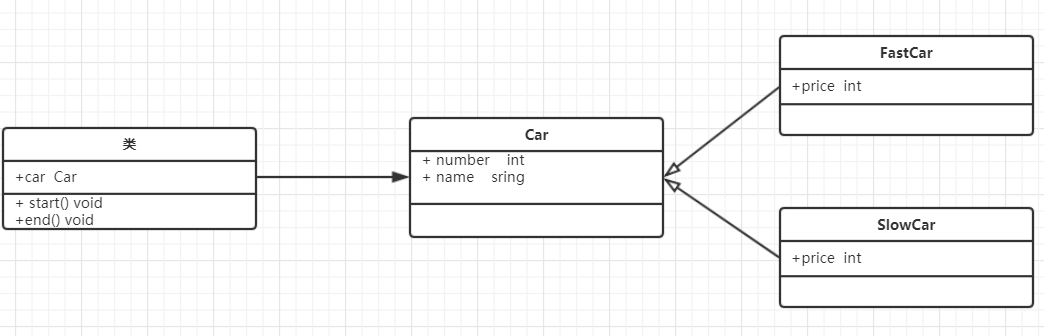 类
+car Car
+ start() void
+end() void
Car
+ number int
+ name sring
FastCar
+price int
SlowCar
+price int